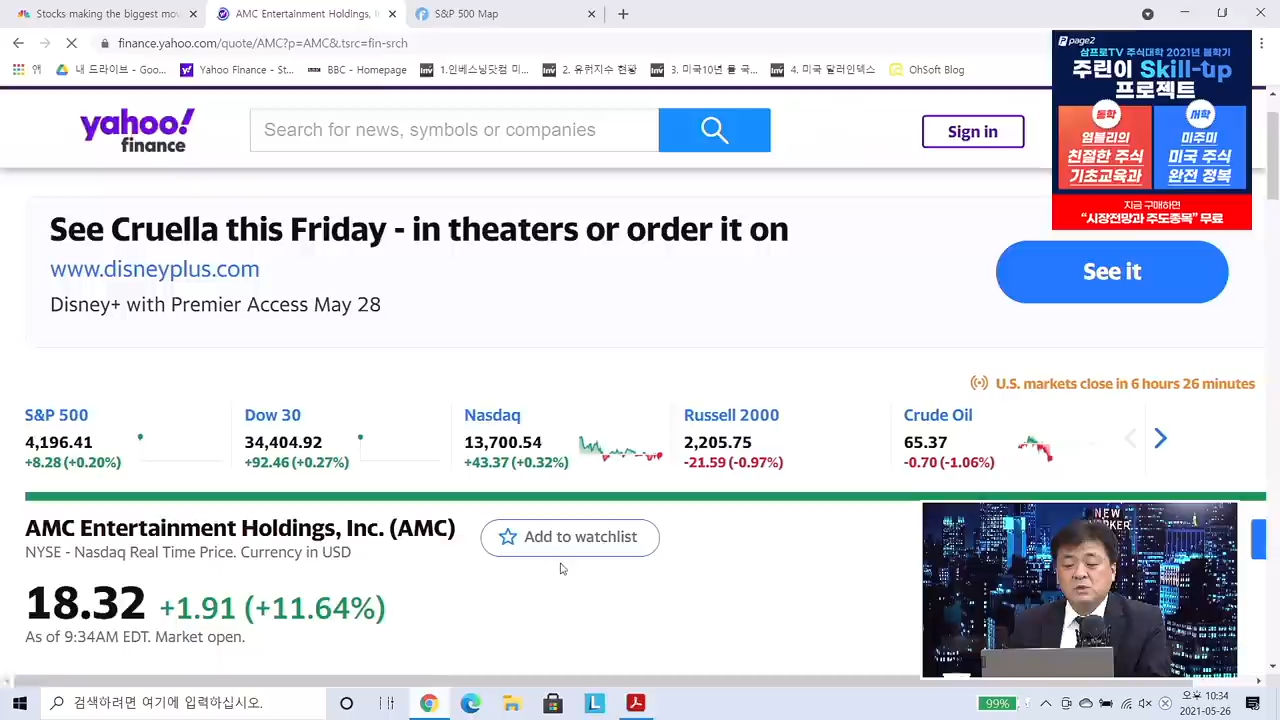 Stocks making the biggest mov
AMC Entertainment Holdings, I
S&P 500 Map
finance.yahoo.com/quote/AMC?p=AMC&.tsrc=fin-srch
앱
내 드라이브 - Goo...
Yahoo Finance - St...
BBC - Homepage
1.인베스팅닷컴 미...
2. 유런지수 현황
3. 미국10년 물 국...
4. 미국 달러인덱스
OhSoft Blog
page2
삼프로TV 주식대학 2021년 봄학기
주린이 Skill-up
프로젝트
동학
염블리의
친절한 주식
기초교육과
서학
미주미
미국 주식
완전 정복
지금 구매하면
"시장전망과 주도종목" 무료
yahoo!
finance
Search for news, symbols or companies
Sign in
See Cruella this Friday - in theaters or order it on
www.disneyplus.com
Disney+ with Premier Access May 28
See it
U.S. markets close in 6 hours 26 minutes
S&P 500
4,196.41
+8.28 (+0.20%)
Dow 30
34,404.92
+92.46 (+0.27%)
Nasdaq
13,700.54
+43.37 (+0.32%)
Russell 2000
2,205.75
-21.59 (-0.97%)
Crude Oil
65.37
-0.70 (-1.06%)
AMC Entertainment Holdings, Inc. (AMC)
NYSE - Nasdaq Real Time Price. Currency in USD
Add to watchlist
18.32 +1.91 (+11.64%)
As of 9:34AM EDT. Market open.
NEW
YORKER
검색하려면 여기에 입력하십시오.
99%
오후 10:34
2021-05-26